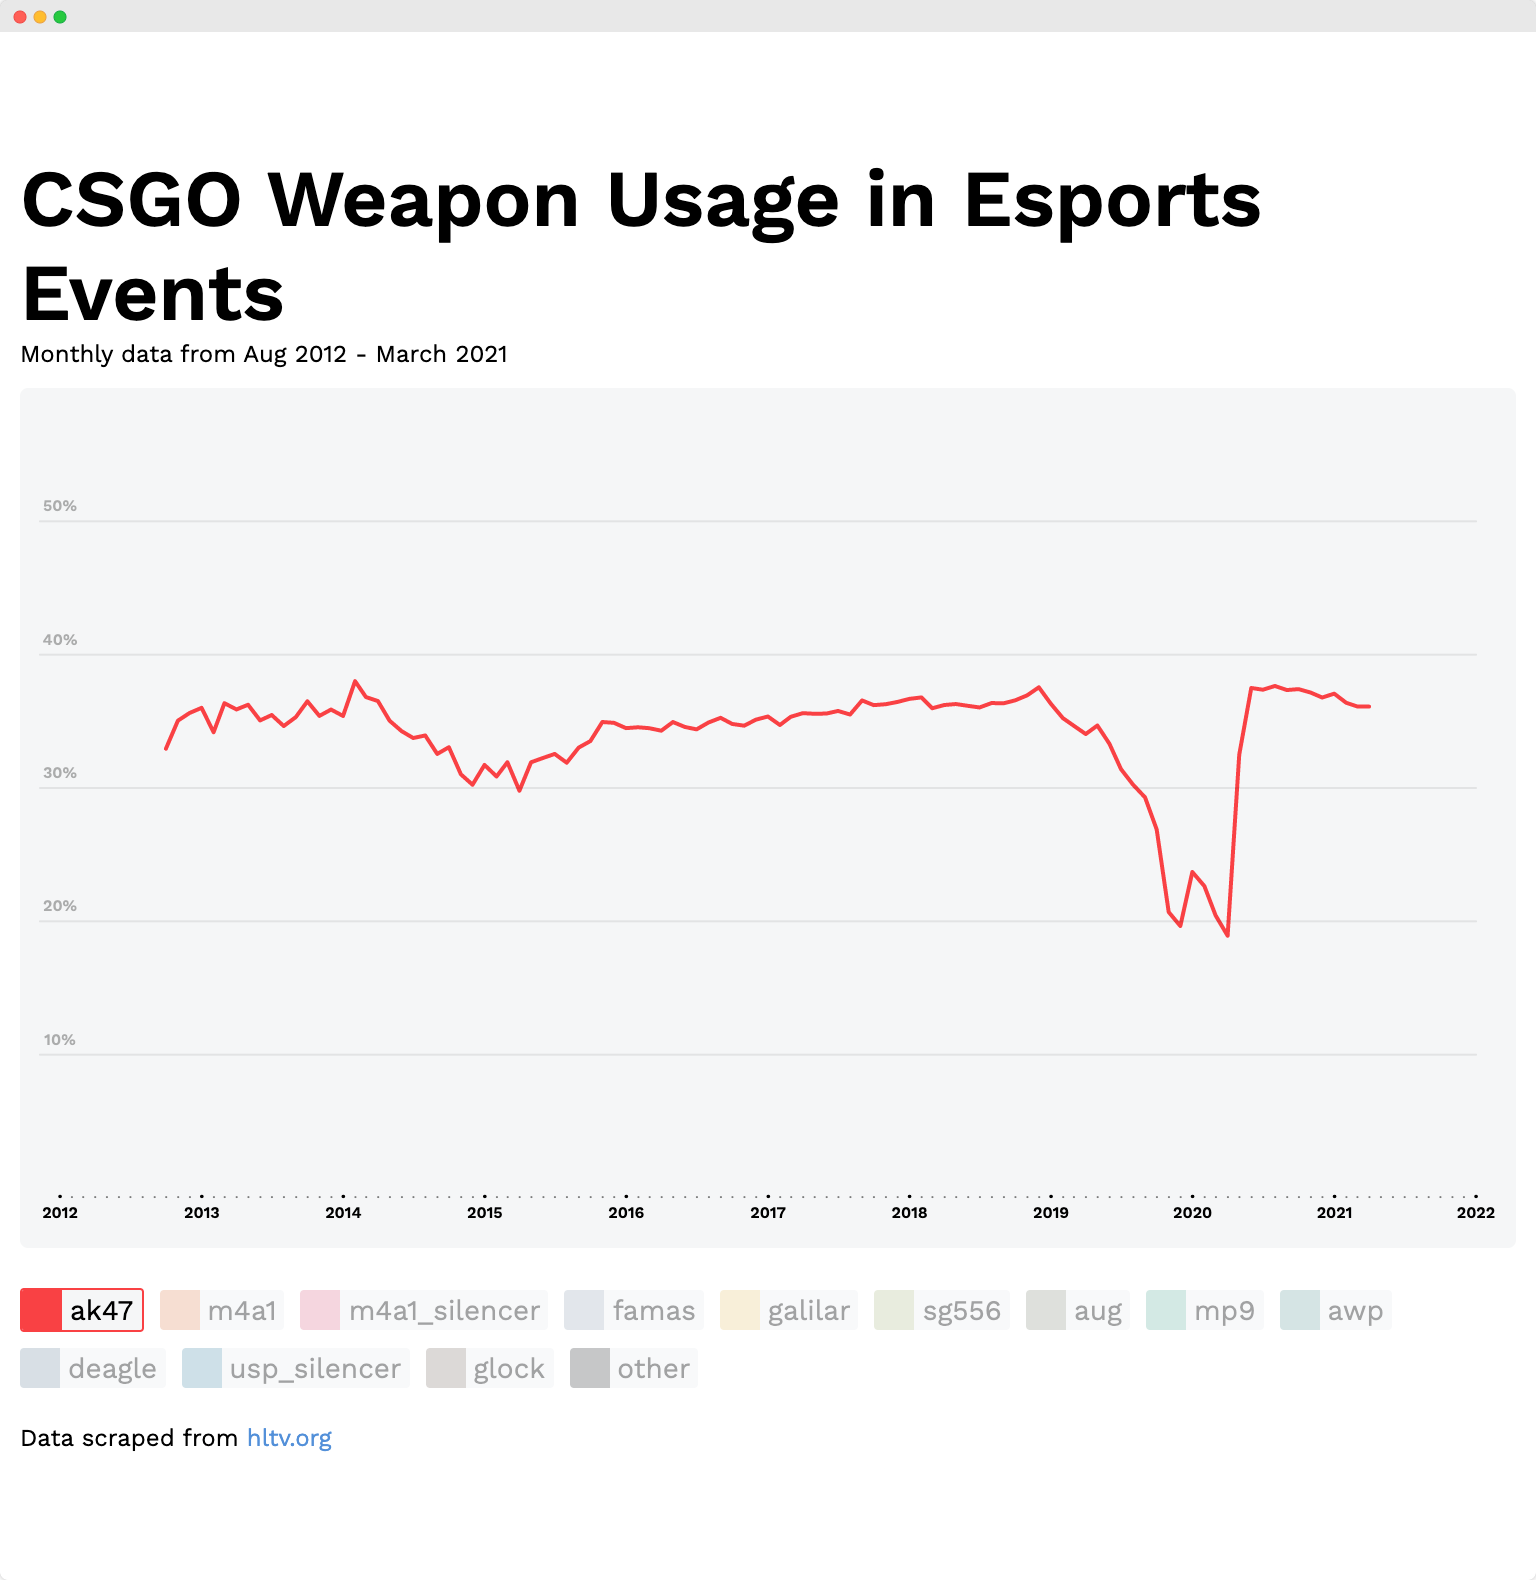 CSGO Weapon Usage in Esports
Events
Monthly data from Aug 2012 - March 2021
50%
40%
30%
20%
10%
2012 2013 2014 2015 2016 2017 2018 2019 2020 2021 2022
ak47 m4a1 m4a1_silencer famas galilar sg556 aug mp9 awp
deagle usp_silencer glock other
Data scraped from hltv.org